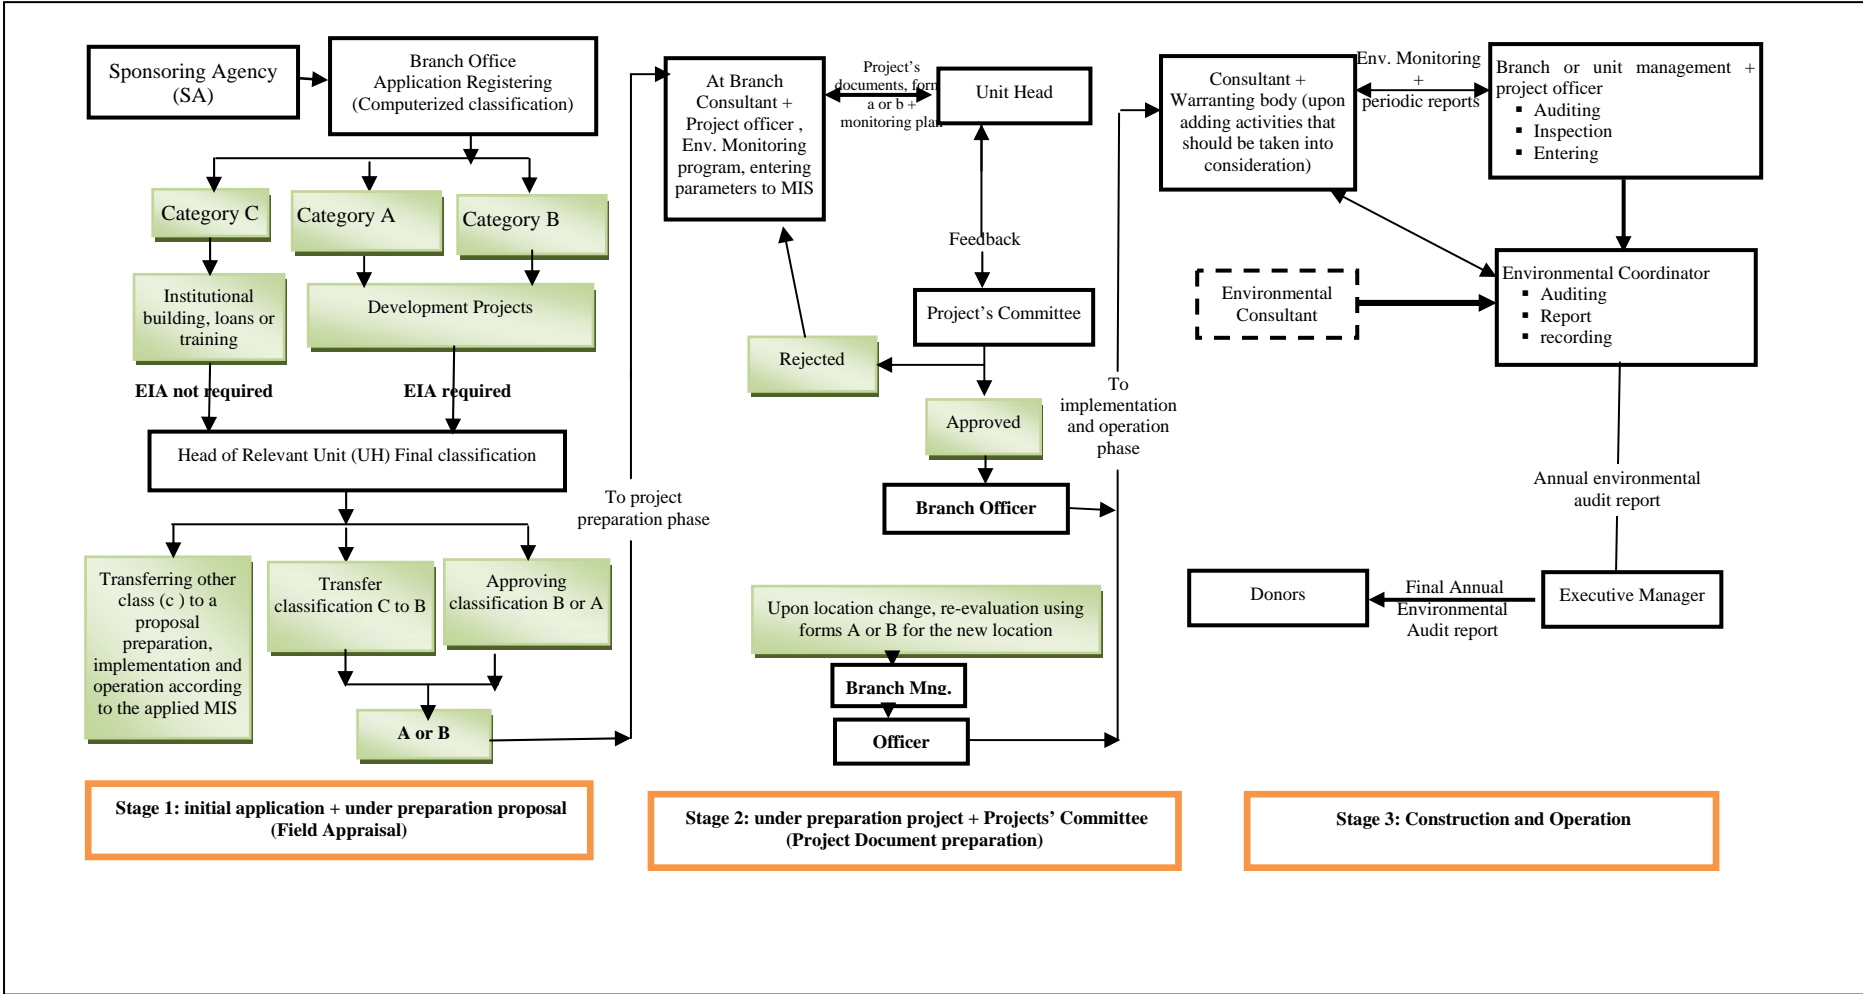 Sponsoring Agency
(SA)
Branch Office
Application Registering
(Computerized classification)
Category C
Category A
Category B
Institutional
building, loans or
training
Development Projects
EIA not required
EIA required
Head of Relevant Unit (UH) Final classification
Transferring other
class (c ) to a
proposal
preparation,
implementation and
operation according
to the applied MIS
Transfer
classification C to B
Approving
classification B or A
A or B
To project
preparation phase
Stage 1: initial application + under preparation proposal
(Field Appraisal)
At Branch
Consultant +
Project officer ,
Env. Monitoring
program, entering
parameters to MIS
Project’s
documents, form
a or b +
monitoring plan
Unit Head
Feedback
Project’s Committee
Rejected
Approved
Branch Officer
Upon location change, re-evaluation using
forms A or B for the new location
Branch Mng.
Officer
To
implementation
and operation
phase
Stage 2: under preparation project + Projects’ Committee
(Project Document preparation)
Consultant +
Warranting body (upon
adding activities that
should be taken into
consideration)
Env. Monitoring
+
periodic reports
Branch or unit management +
project officer
▪ Auditing
▪ Inspection
▪ Entering
Environmental
Consultant
Environmental Coordinator
▪ Auditing
▪ Report
▪ recording
Annual environmental
audit report
Donors
Final Annual
Environmental
Audit report
Executive Manager
Stage 3: Construction and Operation